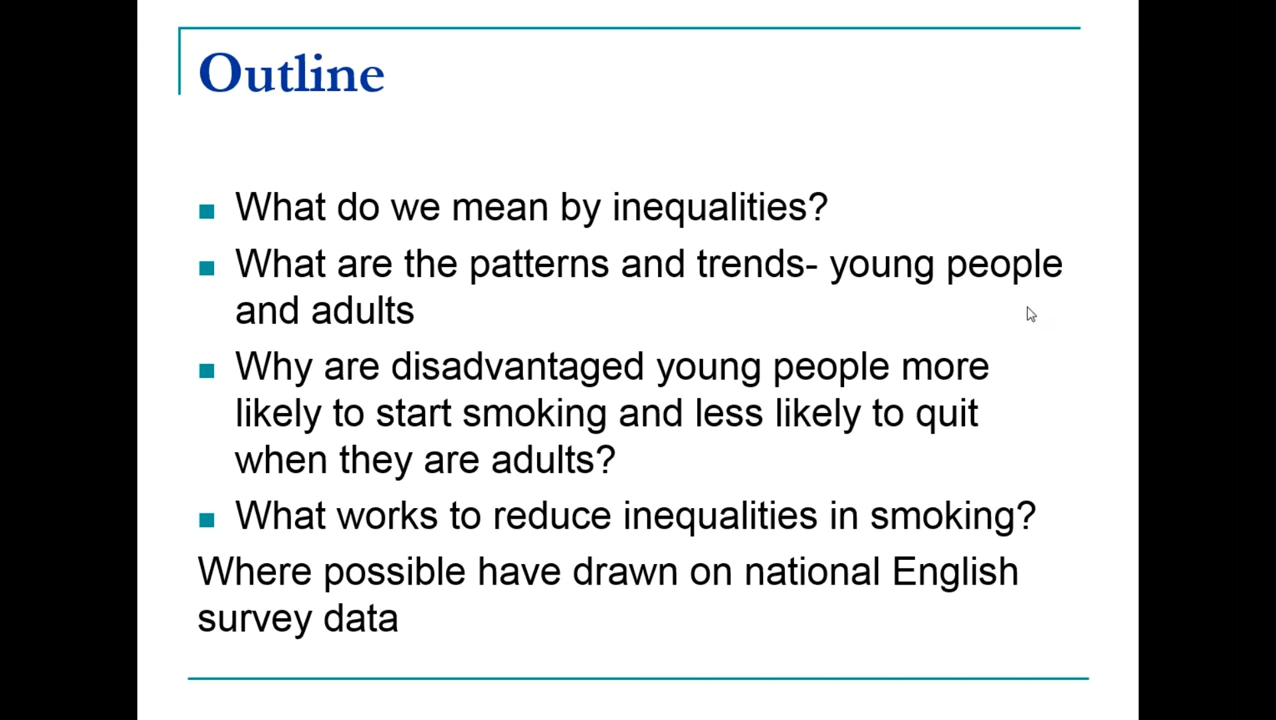 Outline
What do we mean by inequalities?
What are the patterns and trends- young people
and adults
Why are disadvantaged young people more
likely to start smoking and less likely to quit
when they are adults?
What works to reduce inequalities in smoking?
Where possible have drawn on national English
survey data